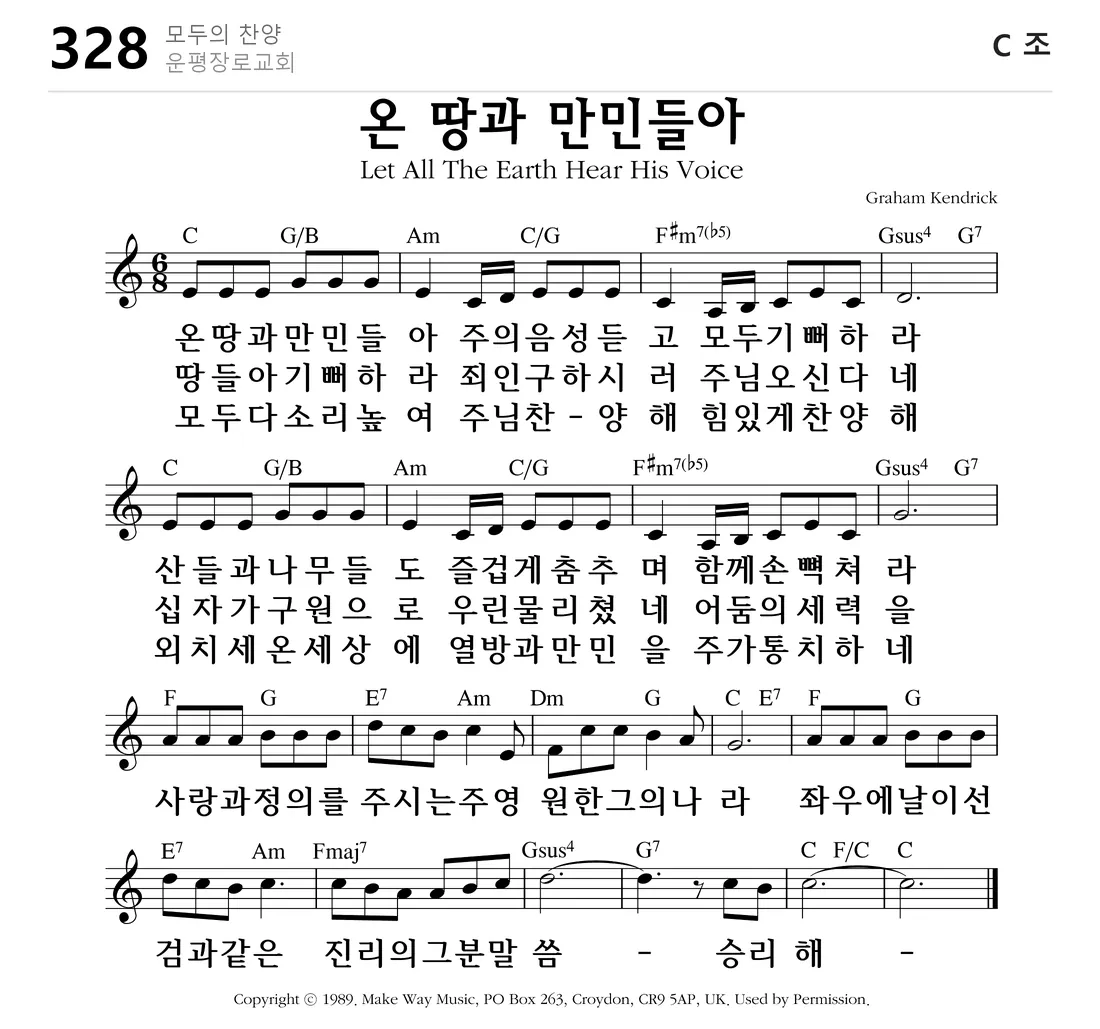 328
모두의 찬양
운평장로교회
C 조
온 땅과 만민들아
Let All The Earth Hear His Voice
Graham Kendrick
C G/B Am C/G F#m7(b5) Gsus4 G7
온땅과만민들 아 주의음성듣 고 모두기뻐하 라
땅들아기뻐하 라 죄인구하시 러 주님오신다 네
모두다소리높 여 주님찬-양 해 힘있게찬양 해
C G/B Am C/G F#m7(b5) Gsus4 G7
산들과나무들 도 즐겁게춤추 며 함께손뼉쳐 라
십자가구원으 로 우린물리쳤 네 어둠의세력 을
외치세온세상 에 열방과만민 을 주가통치하 네
F G E7 Am Dm G C E7 F G
사랑과정의를 주시는주영 원한그의나 라 좌우에날이선
E7 Am Fmaj7 Gsus4 G7 C F/C C
검과같은 진리의그분말 씀 - 승리 해 -
Copyright © 1989. Make Way Music, PO Box 263, Croydon, CR9 5AP, UK. Used by Permission.